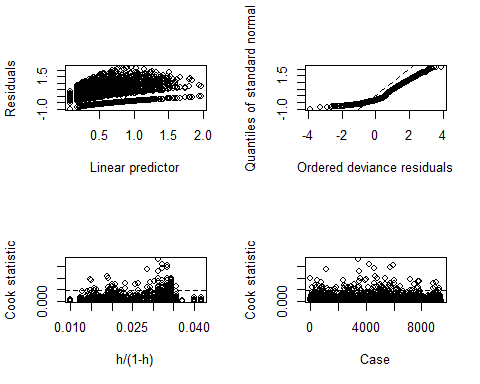 Residuals
-1.0 1.5
0.5 1.0 1.5 2.0
Linear predictor
Quantiles of standard normal
-1.0 1.5
-4 -2 0 2 4
Ordered deviance residuals
Cook statistic
0.000
0.010 0.025 0.040
h/(1-h)
Cook statistic
0.000
0 4000 8000
Case